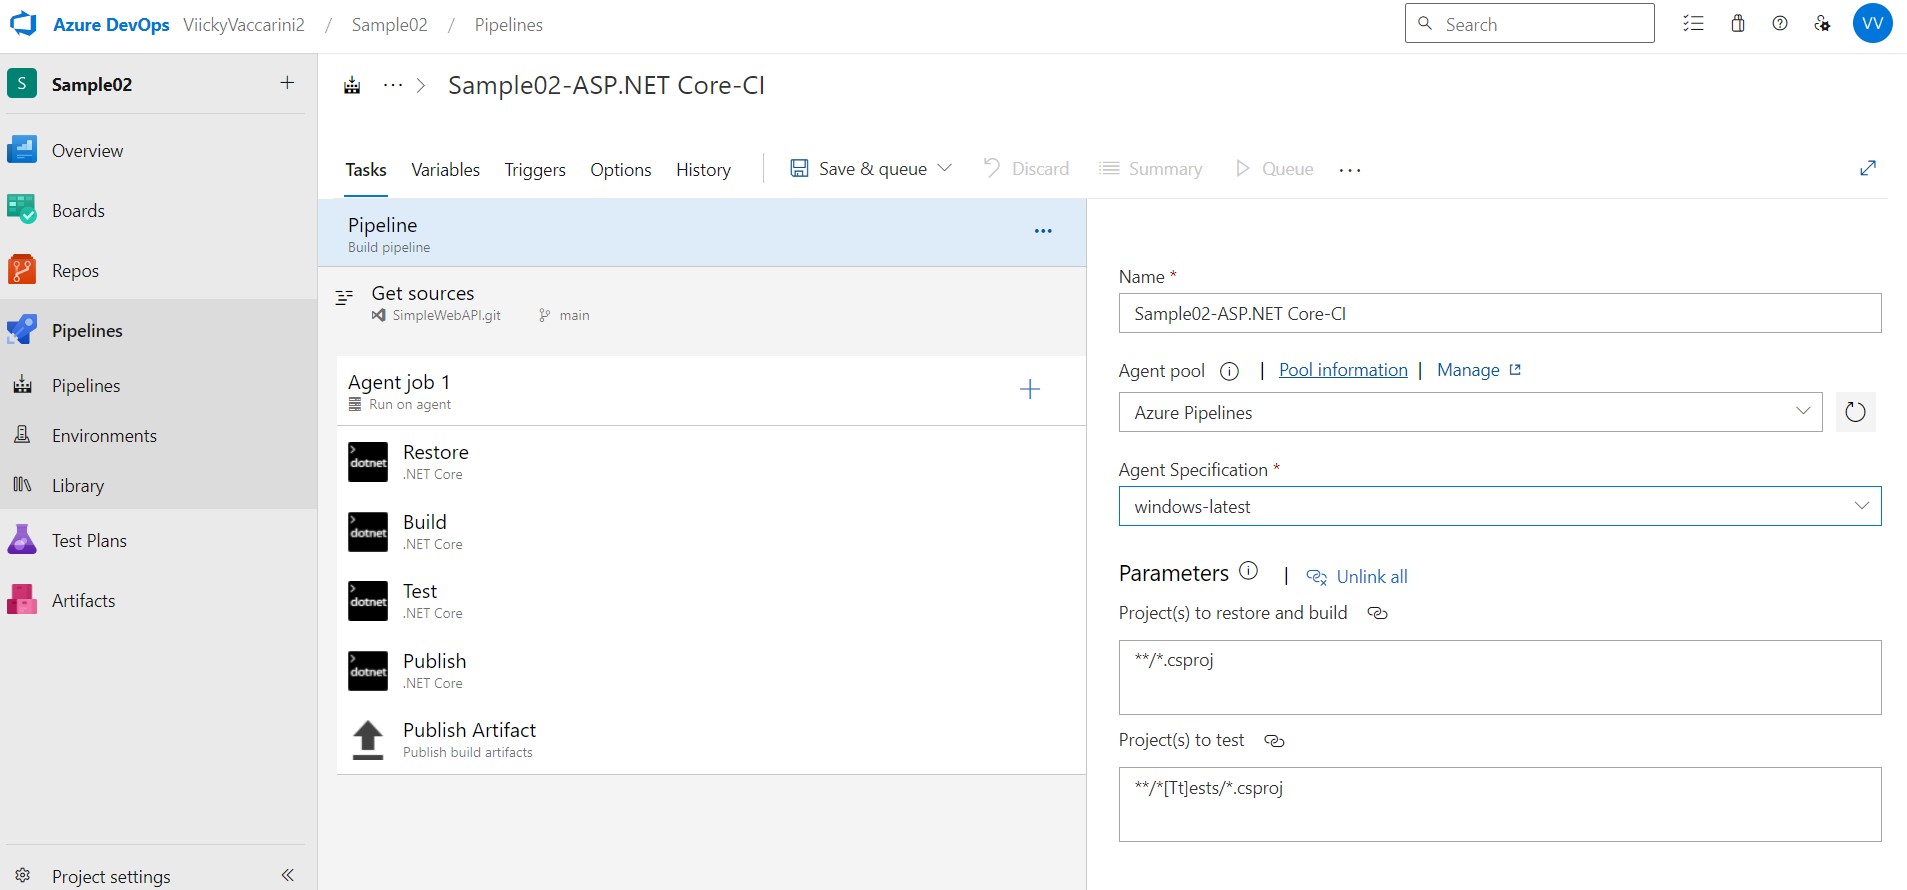 Azure DevOps ViickyVaccarini2 / Sample02 / Pipelines
Search
VV
S Sample02
Sample02-ASP.NET Core-CI
Overview
Boards
Repos
Pipelines
Pipelines
Environments
Library
Test Plans
Artifacts
Project settings
Tasks Variables Triggers Options History Save & queue Discard Summary Queue
Pipeline
Build pipeline
Get sources
SimpleWebAPI.git main
Agent job 1
Run on agent
dotnet Restore
.NET Core
dotnet Build
.NET Core
dotnet Test
.NET Core
dotnet Publish
.NET Core
Publish Artifact
Publish build artifacts
Name *
Sample02-ASP.NET Core-CI
Agent pool | Pool information | Manage
Azure Pipelines
Agent Specification *
windows-latest
Parameters | Unlink all
Project(s) to restore and build
**/*.csproj
Project(s) to test
**/*[Tt]ests/*.csproj